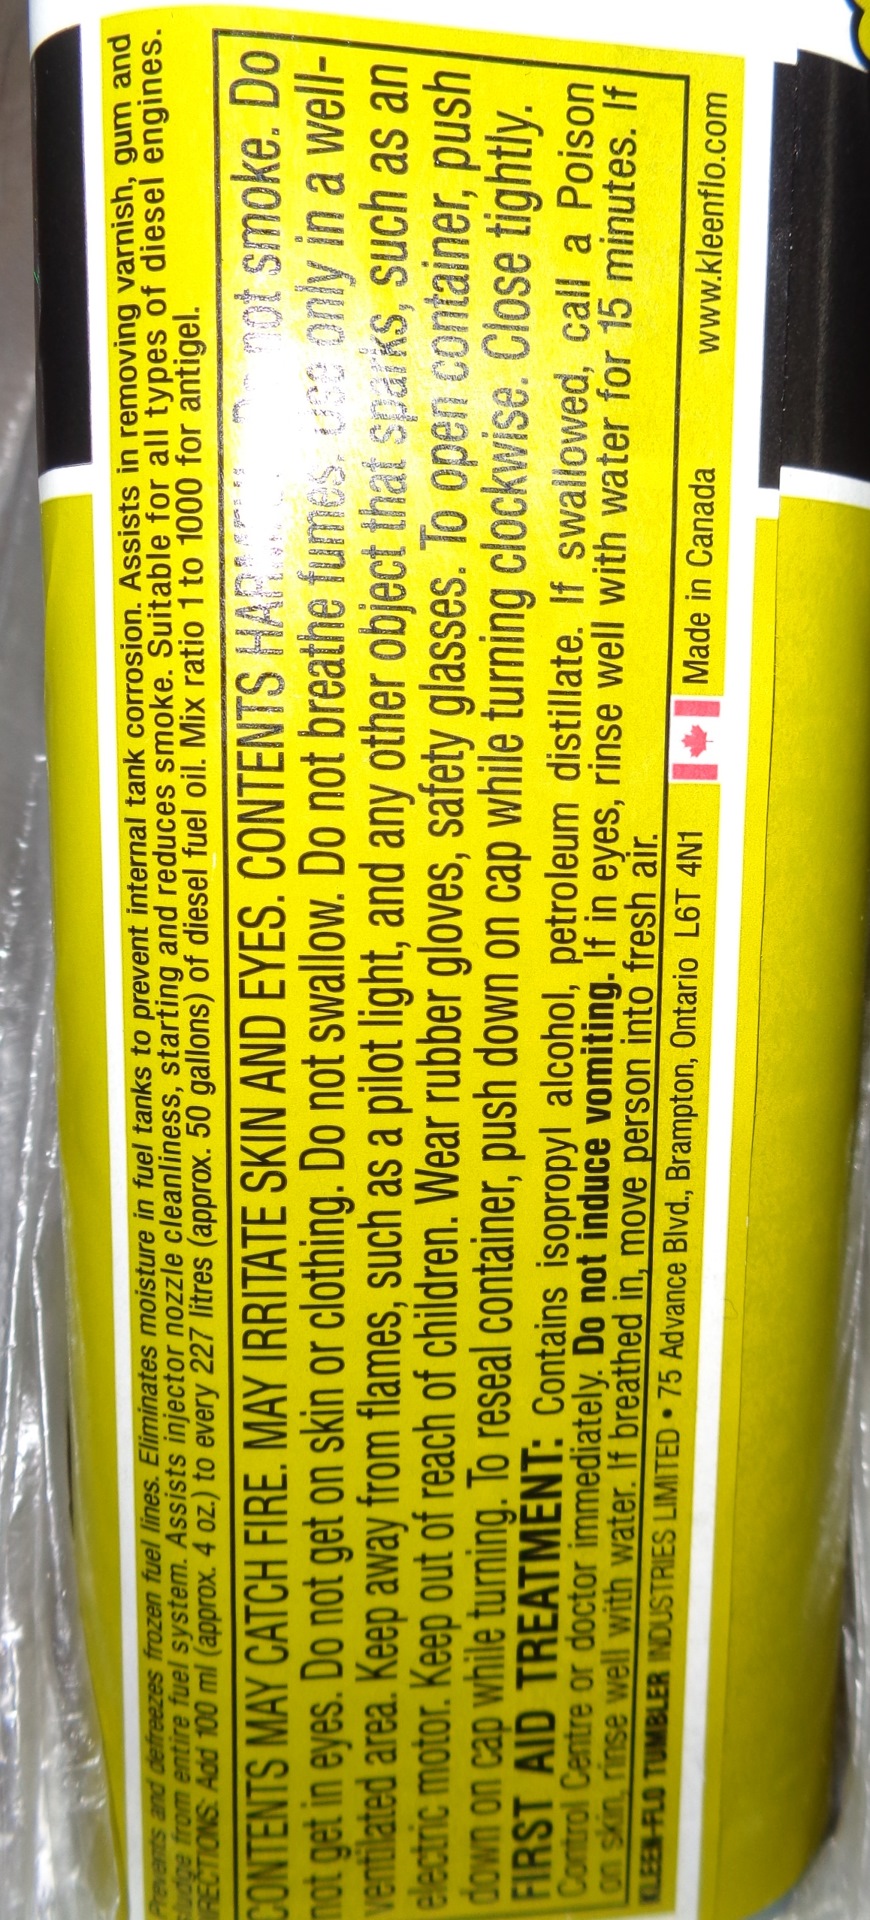 Prevents and defreezes frozen fuel lines. Eliminates moisture in fuel tanks to prevent internal tank corrosion. Assists in removing varnish, gum and
sludge from entire fuel system. Assists injector nozzle cleanliness, starting and reduces smoke. Suitable for all types of diesel engines.
DIRECTIONS: Add 100 ml (approx. 4 oz.) to every 227 litres (approx. 50 gallons) of diesel fuel oil. Mix ratio 1 to 1000 for antigel.
CONTENTS MAY CATCH FIRE. MAY IRRITATE SKIN AND EYES. CONTENTS HARMFUL. Do not smoke. Do
not get in eyes. Do not get on skin or clothing. Do not swallow. Do not breathe fumes. Use only in a well-
ventilated area. Keep away from flames, such as a pilot light, and any other object that sparks, such as an
electric motor. Keep out of reach of children. Wear rubber gloves, safety glasses. To open container, push
down on cap while turning. To reseal container, push down on cap while turning clockwise. Close tightly.
FIRST AID TREATMENT: Contains isopropyl alcohol, petroleum distillate. If swallowed, call a Poison
Control Centre or doctor immediately. Do not induce vomiting. If in eyes, rinse well with water for 15 minutes. If
on skin, rinse well with water. If breathed in, move person into fresh air.
KLEEN-FLO TUMBLER INDUSTRIES LIMITED • 75 Advance Blvd., Brampton, Ontario L6T 4N1 Made in Canada www.kleenflo.com